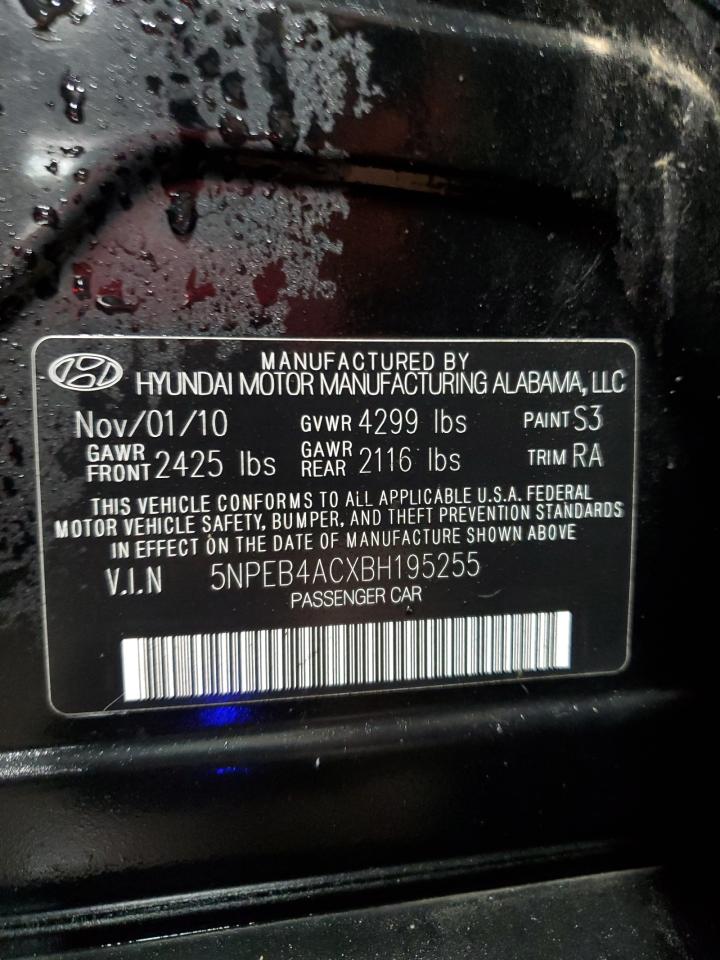 MANUFACTURED BY
HYUNDAI MOTOR MANUFACTURING ALABAMA, LLC
Nov/01/10 GVWR 4299 lbs PAINT S3
GAWR FRONT 2425 lbs GAWR REAR 2116 lbs TRIM RA
THIS VEHICLE CONFORMS TO ALL APPLICABLE U.S.A. FEDERAL
MOTOR VEHICLE SAFETY, BUMPER, AND THEFT PREVENTION STANDARDS
IN EFFECT ON THE DATE OF MANUFACTURE SHOWN ABOVE
V.I.N 5NPEB4ACXBH195255
PASSENGER CAR